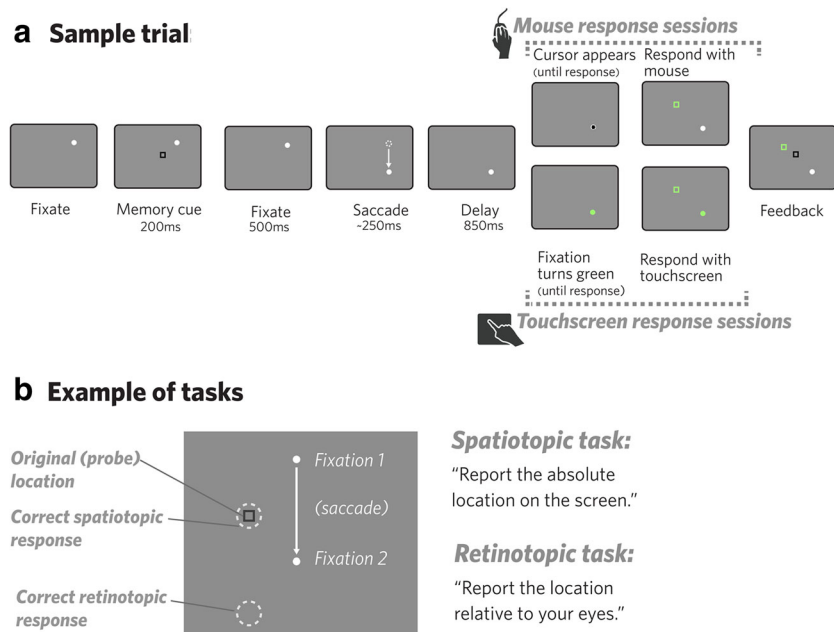 a Sample trial
Mouse response sessions
Cursor appears
(until response)
Respond with
mouse
Fixate
Memory cue
200ms
Fixate
500ms
Saccade
~250ms
Delay
850ms
Feedback
Fixation
turns green
(until response)
Respond with
touchscreen
Touchscreen response sessions
b Example of tasks
Original (probe)
location
Correct spatiotopic
response
Correct retinotopic
response
Fixation 1
(saccade)
Fixation 2
Spatiotopic task:
“Report the absolute
location on the screen.”
Retinotopic task:
“Report the location
relative to your eyes.”